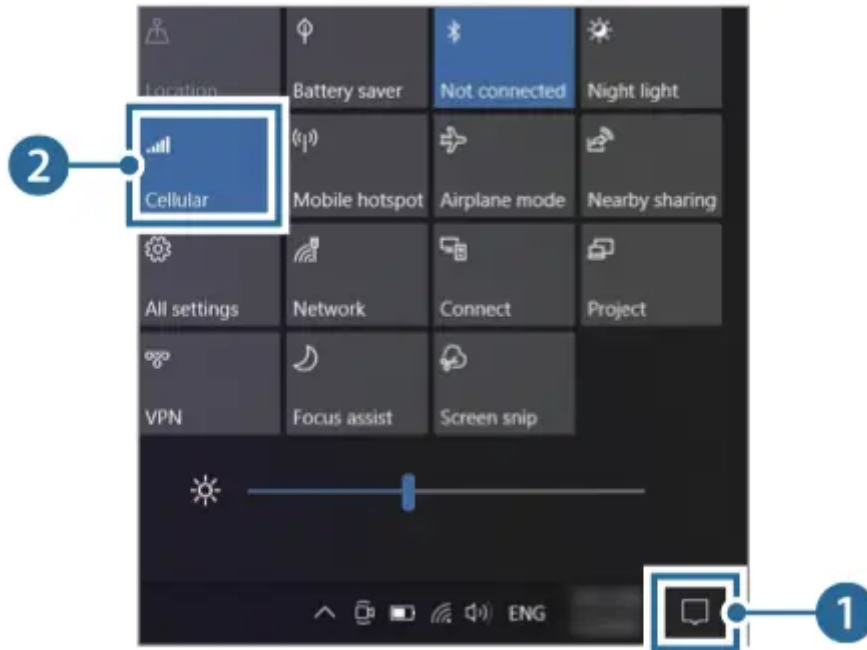 Location
Battery saver
Not connected
Night light
2
Cellular
Mobile hotspot
Airplane mode
Nearby sharing
All settings
Network
Connect
Project
VPN
Focus assist
Screen snip
ENG
1